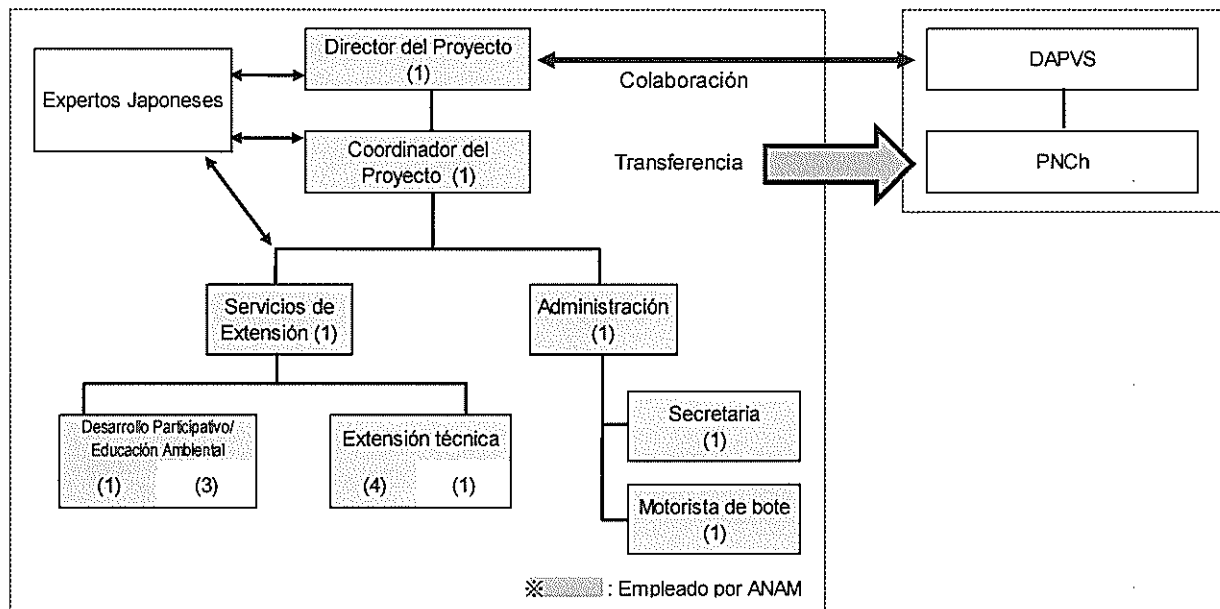 Director del Proyecto
(1)
Expertos Japoneses
Colaboración
DAPVS
Coordinador del
Proyecto (1)
Transferencia
PNCh
Servicios de
Extensión (1)
Administración
(1)
Desarrollo Participativo/
Educación Ambiental
(1) (3)
Extensión técnica
(4) (1)
Secretaria
(1)
Motorista de bote
(1)
※ : Empleado por ANAM